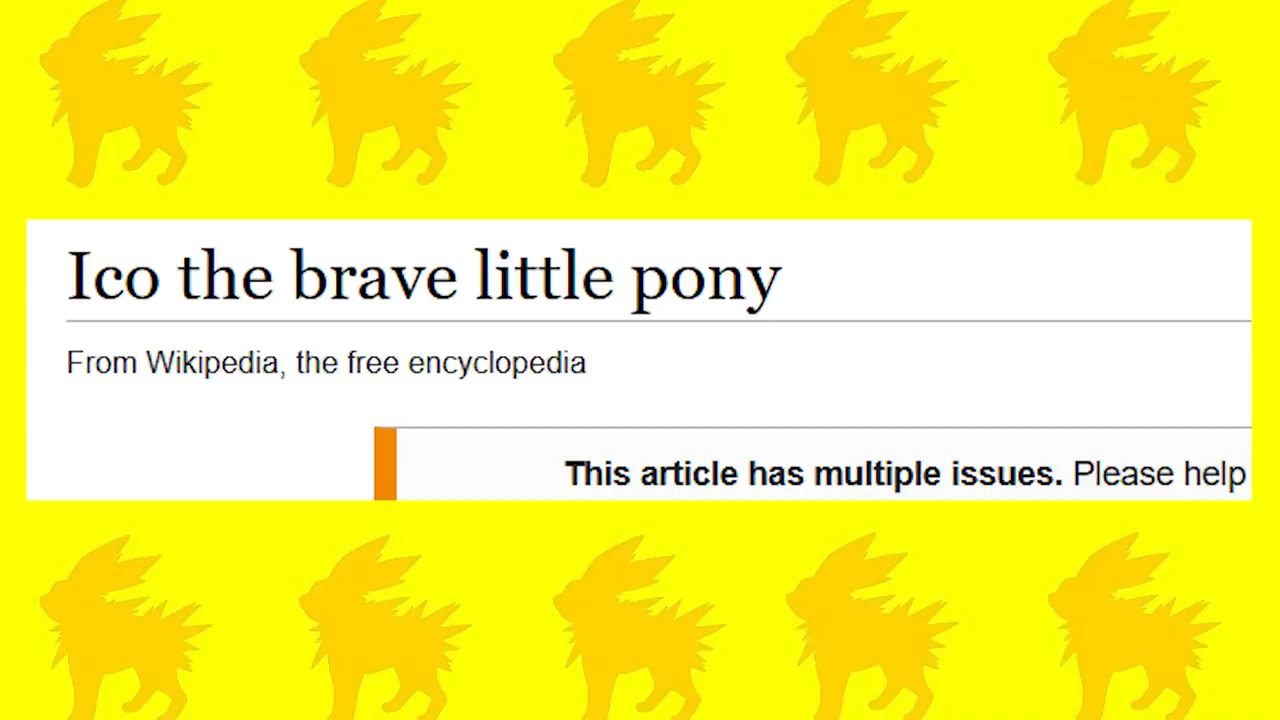 Ico the brave little pony
From Wikipedia, the free encyclopedia
This article has multiple issues. Please help